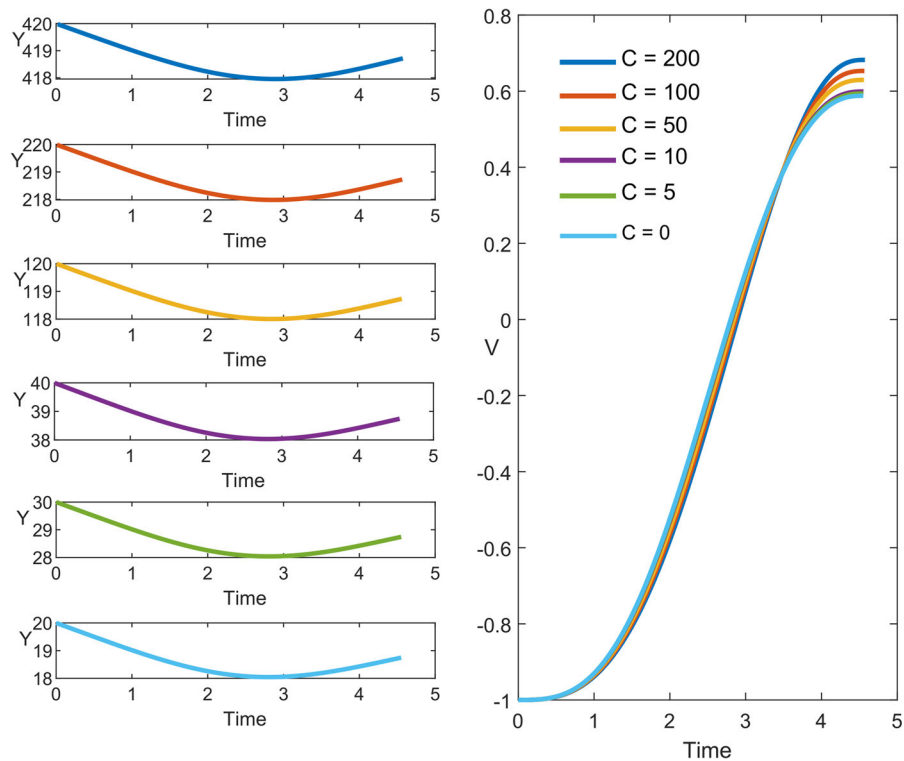 420
Y
419
418
0 1 2 3 4 5
Time
220
Y
219
218
0 1 2 3 4 5
Time
120
Y
119
118
0 1 2 3 4 5
Time
40
Y
39
38
0 1 2 3 4 5
Time
30
Y
29
28
0 1 2 3 4 5
Time
20
Y
19
18
0 1 2 3 4 5
Time
0.8
0.6
0.4
0.2
0
V
-0.2
-0.4
-0.6
-0.8
-1
0 1 2 3 4 5
Time
C = 200
C = 100
C = 50
C = 10
C = 5
C = 0